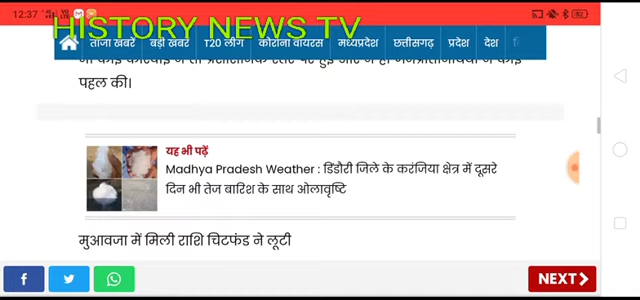 12:37
HISTORY NEWS TV
ताजा खबरें बड़ी खबरें T20 लीग कोरोना वायरस मध्यप्रदेश छत्तीसगढ़ प्रदेश देश
पहल की।
यह भी पढ़ें
Madhya Pradesh Weather : डिंडौरी जिले के करंजिया क्षेत्र में दूसरे
दिन भी तेज बारिश के साथ ओलावृष्टि
मुआवजा में मिली राशि चिटफंड ने लूटी
NEXT